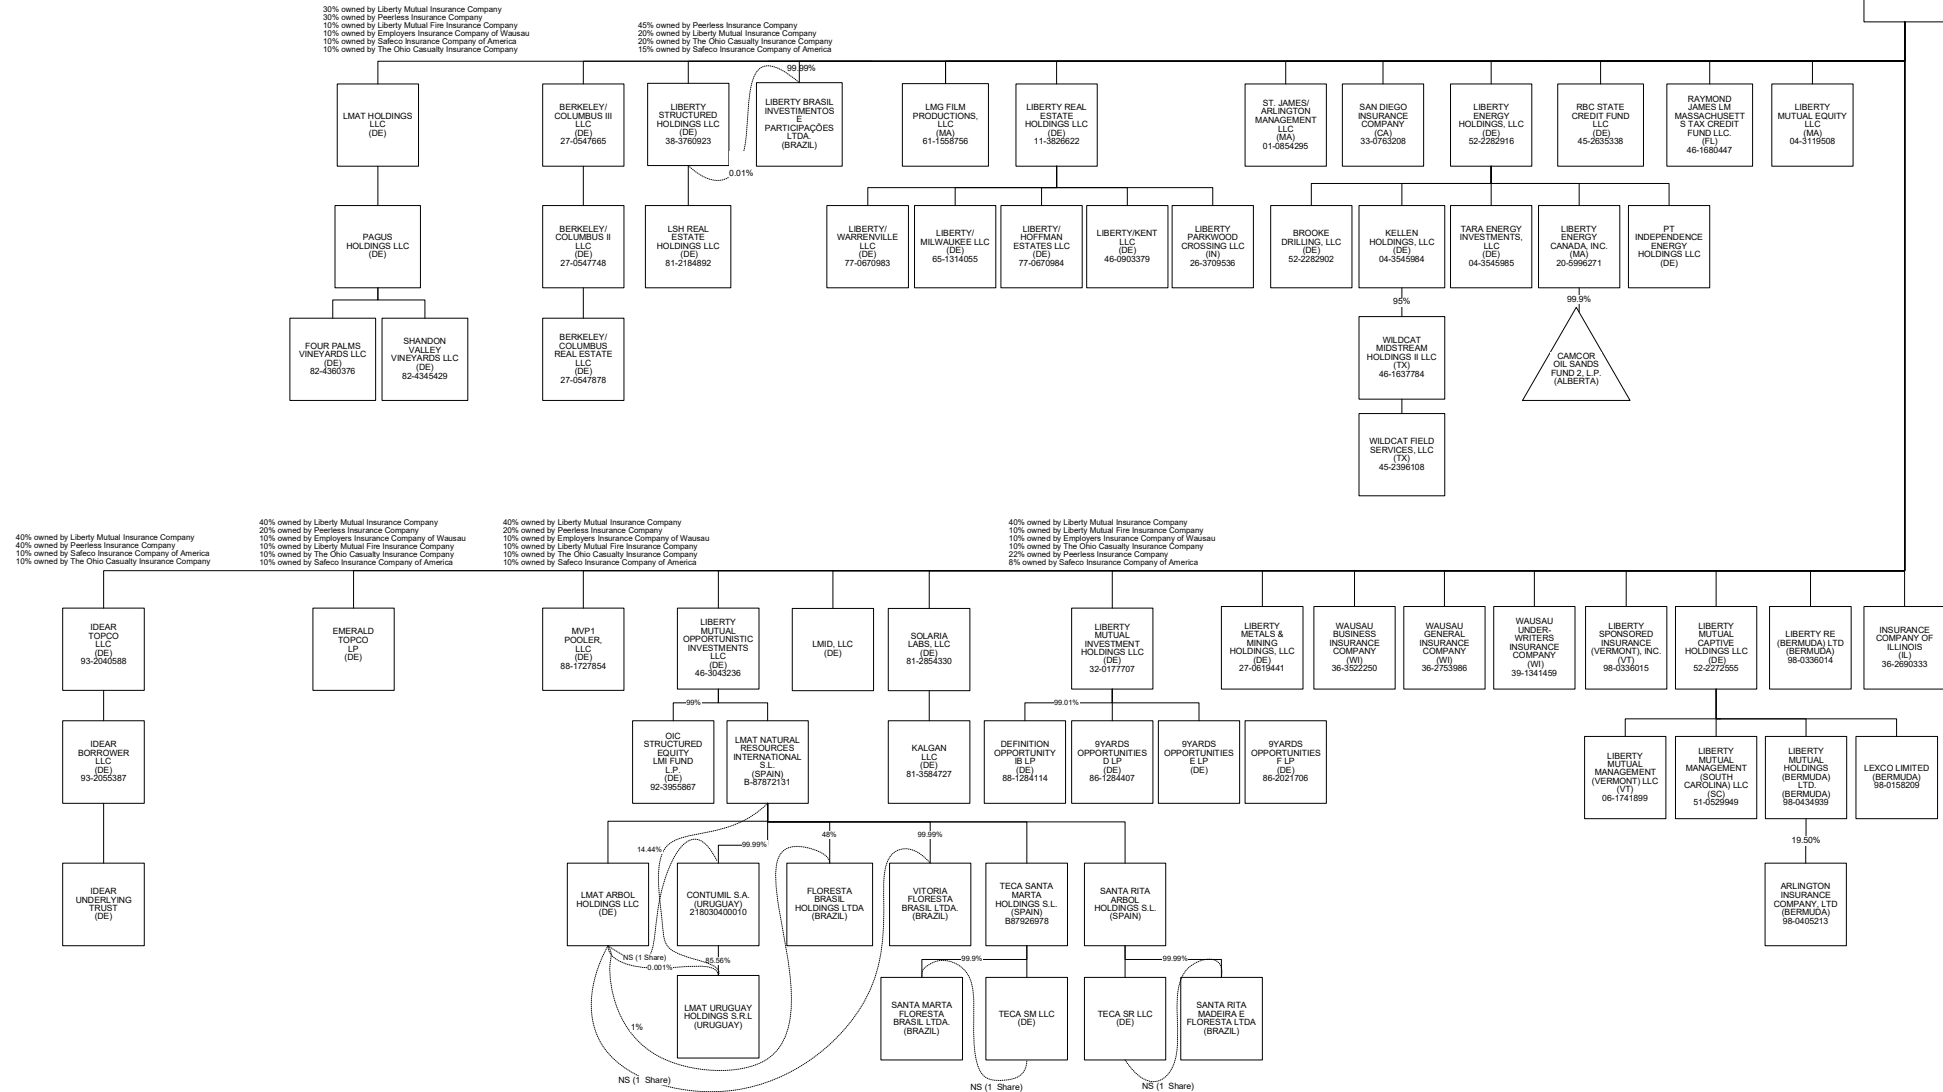 30% owned by Liberty Mutual Insurance Company
30% owned by Peerless Insurance Company
10% owned by Liberty Mutual Fire Insurance Company
10% owned by Employers Insurance Company of Wausau
10% owned by Safeco Insurance Company of America
10% owned by The Ohio Casualty Insurance Company
45% owned by Peerless Insurance Company
20% owned by Liberty Mutual Insurance Company
20% owned by The Ohio Casualty Insurance Company
15% owned by Safeco Insurance Company of America
LMAT HOLDINGS
LLC
(DE)
BERKELEY/
COLUMBUS III
LLC
(DE)
27-0547665
LIBERTY
STRUCTURED
HOLDINGS LLC
(DE)
38-3760923
99.99%
LIBERTY BRASIL
INVESTIMENTOS
E
PARTICIPAÇÕES
LTDA.
(BRAZIL)
0.01%
LMG FILM
PRODUCTIONS,
LLC
(MA)
61-1558756
LIBERTY REAL
ESTATE
HOLDINGS LLC
(DE)
11-3826622
ST. JAMES/
ARLINGTON
MANAGEMENT
LLC
(MA)
01-0854295
SAN DIEGO
INSURANCE
COMPANY
(CA)
33-0763208
LIBERTY
ENERGY
HOLDINGS, LLC
(DE)
52-2282916
RBC STATE
CREDIT FUND
LLC
(DE)
45-2635338
RAYMOND
JAMES LM
MASSACHUSETT
S TAX CREDIT
FUND LLC.
(FL)
46-1680447
LIBERTY
MUTUAL EQUITY
LLC
(MA)
04-3119508
PAGUS
HOLDINGS LLC
(DE)
BERKELEY/
COLUMBUS II
LLC
(DE)
27-0547748
LSH REAL
ESTATE
HOLDINGS LLC
(DE)
81-2184892
LIBERTY/
WARRENVILLE
LLC
(DE)
77-0670983
LIBERTY/
MILWAUKEE LLC
(DE)
65-1314055
LIBERTY/
HOFFMAN
ESTATES LLC
(DE)
77-0670984
LIBERTY/KENT
LLC
(DE)
46-0903379
LIBERTY
PARKWOOD
CROSSING LLC
(IN)
26-3709536
BROOKE
DRILLING, LLC
(DE)
52-2282902
KELLEN
HOLDINGS, LLC
(DE)
04-3545984
TARA ENERGY
INVESTMENTS,
LLC
(DE)
04-3545985
LIBERTY
ENERGY
CANADA, INC.
(MA)
20-5996271
PT
INDEPENDENCE
ENERGY
HOLDINGS LLC
(DE)
95%
99.9%
FOUR PALMS
VINEYARDS LLC
(DE)
82-4360376
SHANDON
VALLEY
VINEYARDS LLC
(DE)
82-4345429
BERKELEY/
COLUMBUS
REAL ESTATE
LLC
(DE)
27-0547878
WILDCAT
MIDSTREAM
HOLDINGS II LLC
(TX)
46-1637784
CAMCOR
OIL SANDS
FUND 2, L.P.
(ALBERTA)
WILDCAT FIELD
SERVICES, LLC
(TX)
45-2396108
40% owned by Liberty Mutual Insurance Company
40% owned by Peerless Insurance Company
10% owned by Safeco Insurance Company of America
10% owned by The Ohio Casualty Insurance Company
40% owned by Liberty Mutual Insurance Company
20% owned by Peerless Insurance Company
10% owned by Employers Insurance Company of Wausau
10% owned by Liberty Mutual Fire Insurance Company
10% owned by The Ohio Casualty Insurance Company
10% owned by Safeco Insurance Company of America
40% owned by Liberty Mutual Insurance Company
20% owned by Peerless Insurance Company
10% owned by Employers Insurance Company of Wausau
10% owned by Liberty Mutual Fire Insurance Company
10% owned by The Ohio Casualty Insurance Company
10% owned by Safeco Insurance Company of America
40% owned by Liberty Mutual Insurance Company
10% owned by Liberty Mutual Fire Insurance Company
10% owned by Employers Insurance Company of Wausau
10% owned by The Ohio Casualty Insurance Company
22% owned by Peerless Insurance Company
8% owned by Safeco Insurance Company of America
IDEAR
TOPCO
LLC
(DE)
93-2040588
EMERALD
TOPCO
LP
(DE)
MVP1
POOLER,
LLC
(DE)
88-1727854
LIBERTY
MUTUAL
OPPORTUNISTIC
INVESTMENTS
LLC
(DE)
46-3043236
LMID, LLC
(DE)
SOLARIA
LABS, LLC
(DE)
81-2854330
LIBERTY
MUTUAL
INVESTMENT
HOLDINGS LLC
(DE)
32-0177707
LIBERTY
METALS &
MINING
HOLDINGS, LLC
(DE)
27-0619441
WAUSAU
BUSINESS
INSURANCE
COMPANY
(WI)
36-3522250
WAUSAU
GENERAL
INSURANCE
COMPANY
(WI)
36-2753986
WAUSAU
UNDER-
WRITERS
INSURANCE
COMPANY
(WI)
39-1341459
LIBERTY
SPONSORED
INSURANCE
(VERMONT), INC.
(VT)
98-0336015
LIBERTY
MUTUAL
CAPTIVE
HOLDINGS LLC
(DE)
52-2272555
LIBERTY RE
(BERMUDA) LTD
(BERMUDA)
98-0336014
INSURANCE
COMPANY OF
ILLINOIS
(IL)
36-2690333
99%
99.01%
IDEAR
BORROWER
LLC
(DE)
93-2055387
OIC
STRUCTURED
EQUITY
LMI FUND
L.P.
(DE)
92-3955867
LMAT NATURAL
RESOURCES
INTERNATIONAL
S.L.
(SPAIN)
B-87872131
KALGAN
LLC
(DE)
81-3584727
DEFINITION
OPPORTUNITY
IB LP
(DE)
88-1284114
9YARDS
OPPORTUNITIES
D LP
(DE)
86-1284407
9YARDS
OPPORTUNITIES
E LP
(DE)
9YARDS
OPPORTUNITIES
F LP
(DE)
86-2021706
LIBERTY
MUTUAL
MANAGEMENT
(VERMONT) LLC
(VT)
06-1741899
LIBERTY
MUTUAL
MANAGEMENT
(SOUTH
CAROLINA) LLC
(SC)
51-0529949
LIBERTY
MUTUAL
HOLDINGS
(BERMUDA)
LTD.
(BERMUDA)
98-0434939
LEXCO LIMITED
(BERMUDA)
98-0158209
14.44%
99.99%
48%
99.99%
19.50%
IDEAR
UNDERLYING
TRUST
(DE)
LMAT ARBOL
HOLDINGS LLC
(DE)
CONTUMIL S.A.
(URUGUAY)
218030400010
FLORESTA
BRASIL
HOLDINGS LTDA
(BRAZIL)
VITORIA
FLORESTA
BRASIL LTDA.
(BRAZIL)
TECA SANTA
MARTA
HOLDINGS S.L.
(SPAIN)
B87926978
SANTA RITA
ARBOL
HOLDINGS S.L.
(SPAIN)
ARLINGTON
INSURANCE
COMPANY, LTD
(BERMUDA)
98-0405213
NS (1 Share)
0.001%
85.56%
99.9%
99.99%
LMAT URUGUAY
HOLDINGS S.R.L
(URUGUAY)
SANTA MARTA
FLORESTA
BRASIL LTDA.
(BRAZIL)
TECA SM LLC
(DE)
TECA SR LLC
(DE)
SANTA RITA
MADEIRA E
FLORESTA LTDA
(BRAZIL)
1%
NS (1 Share)
NS (1 Share)
NS (1 Share)